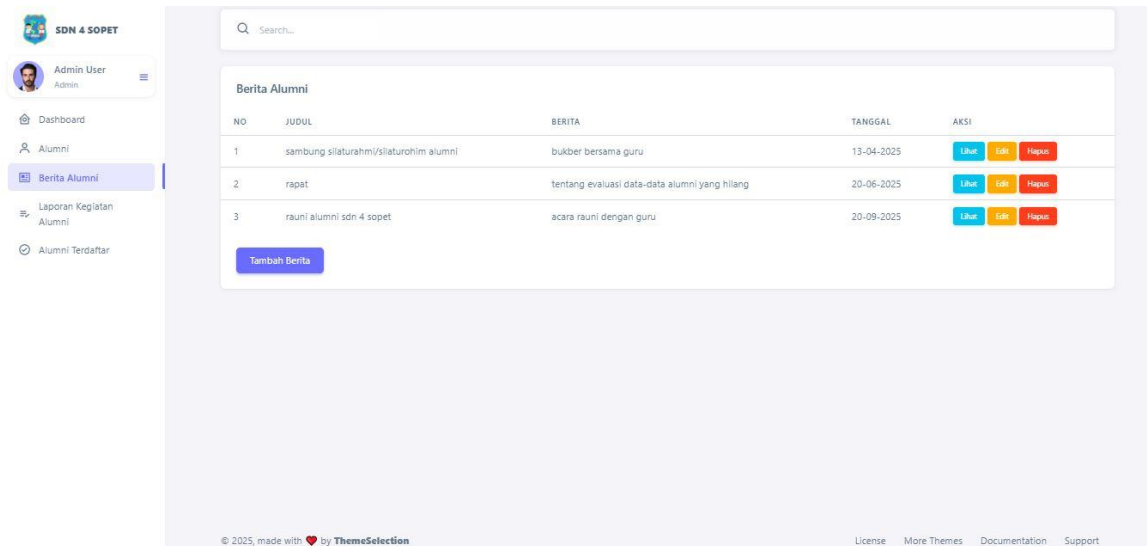 SDN 4 SOPET
Search...
Admin User
Admin
Dashboard
Alumni
Berita Alumni
Laporan Kegiatan
Alumni
Alumni Terdaftar
Berita Alumni
NO JUDUL BERITA TANGGAL AKSI
1 sambung silaturahmi/silaturohim alumni bukber bersama guru 13-04-2025 Lihat Edit Hapus
2 rapat tentang evaluasi data-data alumni yang hilang 20-06-2025 Lihat Edit Hapus
3 rauni alumni sdn 4 sopet acara rauni dengan guru 20-09-2025 Lihat Edit Hapus
Tambah Berita
© 2025, made with ❤ by ThemeSelection License More Themes Documentation Support